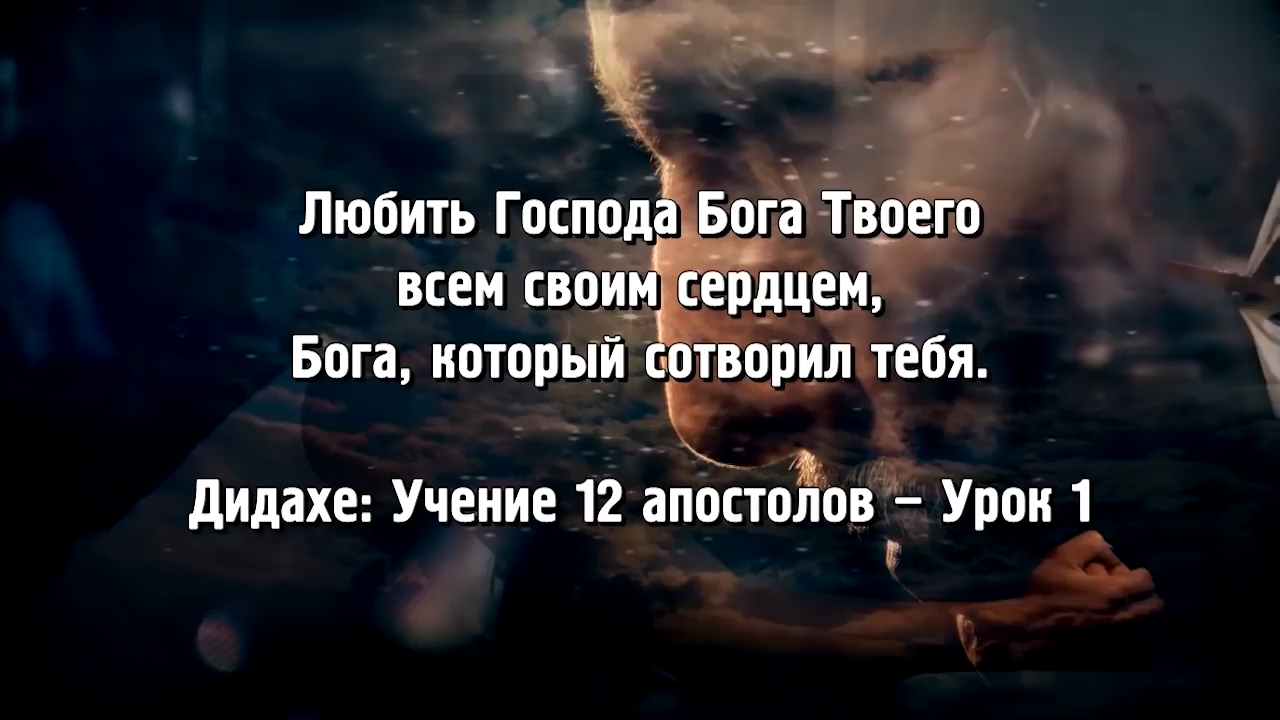 Любить Господа Бога Твоего
всем своим сердцем,
Бога, который сотворил тебя.
Дидахе: Учение 12 апостолов – Урок 1